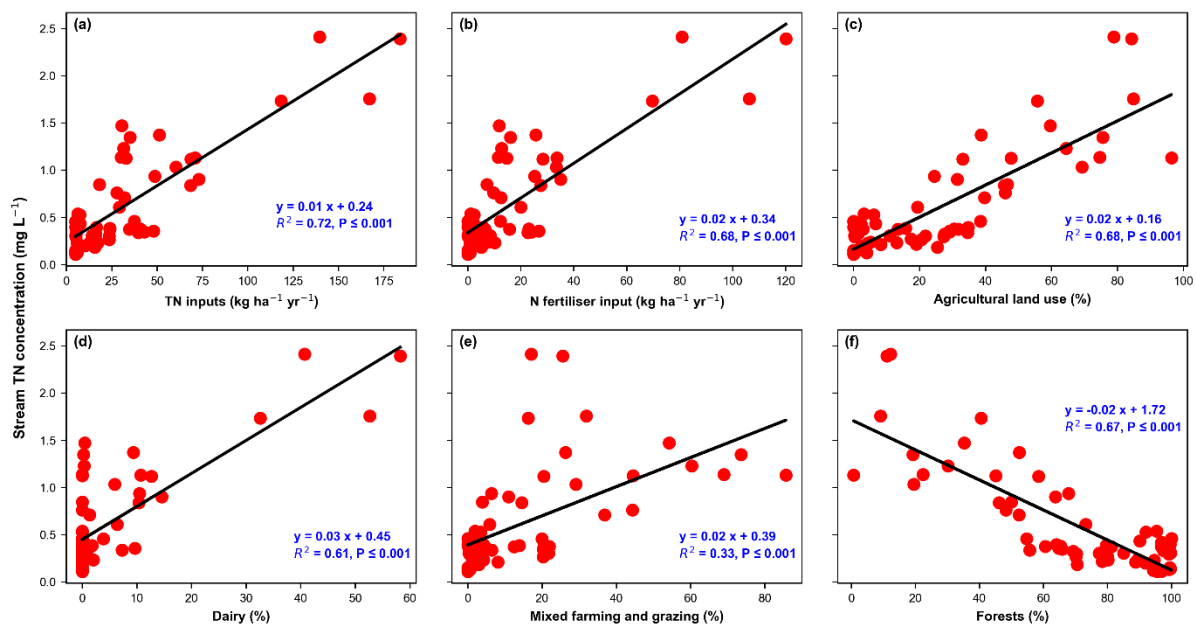 (a)
(b)
(c)
2.5
2.0
1.5
1.0
0.5
0.0
y = 0.01 x + 0.24
R² = 0.72, P ≤ 0.001
y = 0.02 x + 0.34
R² = 0.68, P ≤ 0.001
y = 0.02 x + 0.16
R² = 0.68, P ≤ 0.001
0 25 50 75 100 125 150 175
0 20 40 60 80 100 120
0 20 40 60 80 100
TN inputs (kg ha⁻¹ yr⁻¹)
N fertiliser input (kg ha⁻¹ yr⁻¹)
Agricultural land use (%)
Stream TN concentration (mg L⁻¹)
(d)
(e)
(f)
2.5
2.0
1.5
1.0
0.5
0.0
y = 0.03 x + 0.45
R² = 0.61, P ≤ 0.001
y = 0.02 x + 0.39
R² = 0.33, P ≤ 0.001
y = -0.02 x + 1.72
R² = 0.67, P ≤ 0.001
0 10 20 30 40 50 60
0 20 40 60 80
0 20 40 60 80 100
Dairy (%)
Mixed farming and grazing (%)
Forests (%)